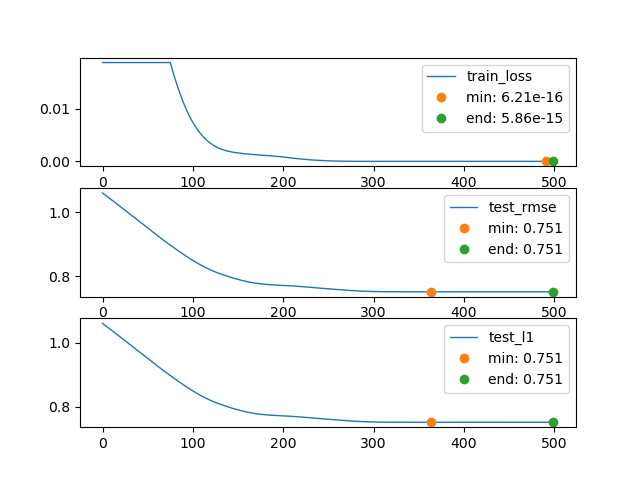 train_loss
min: 6.21e-16
end: 5.86e-15
0.01
0.00
0 100 200 300 400 500
test_rmse
min: 0.751
end: 0.751
1.0
0.8
0 100 200 300 400 500
test_l1
min: 0.751
end: 0.751
1.0
0.8
0 100 200 300 400 500